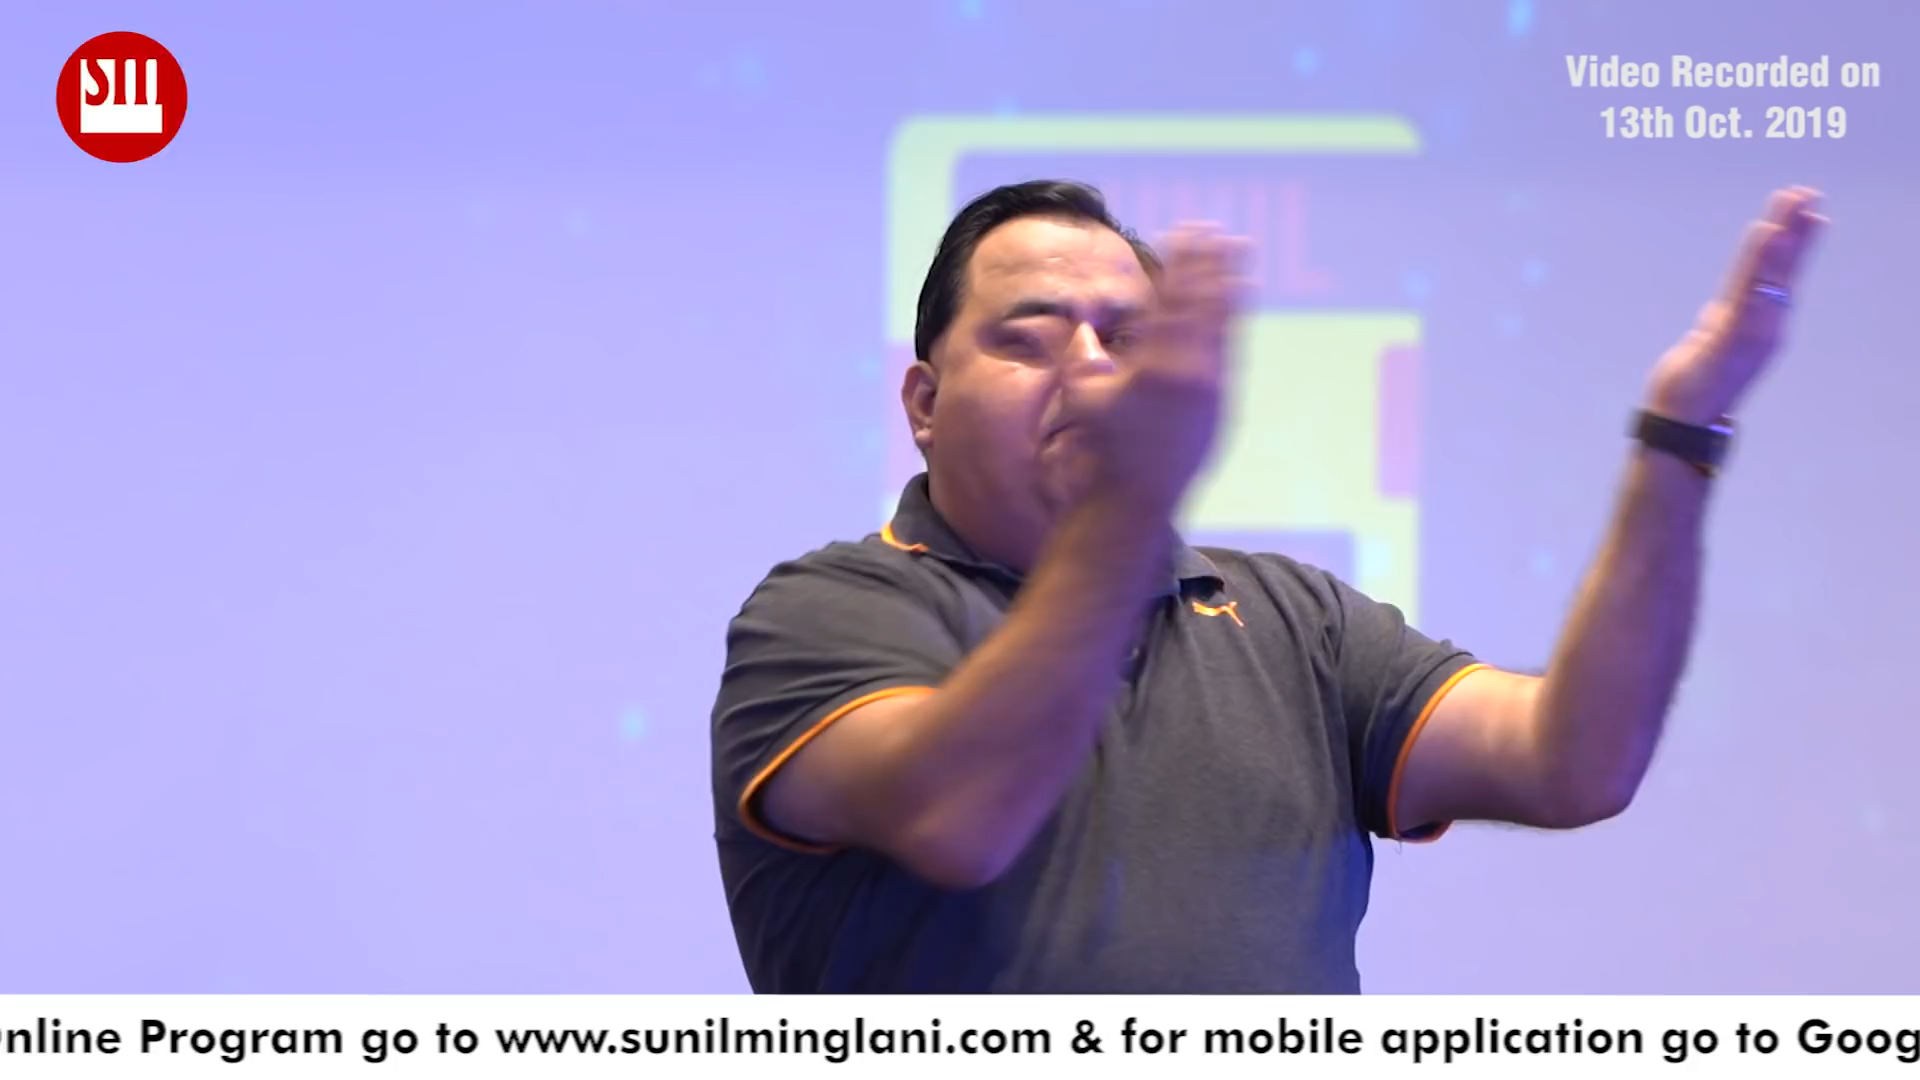 Video Recorded on
13th Oct. 2019
SUNIL
nline Program go to www.sunilminglani.com & for mobile application go to Goog